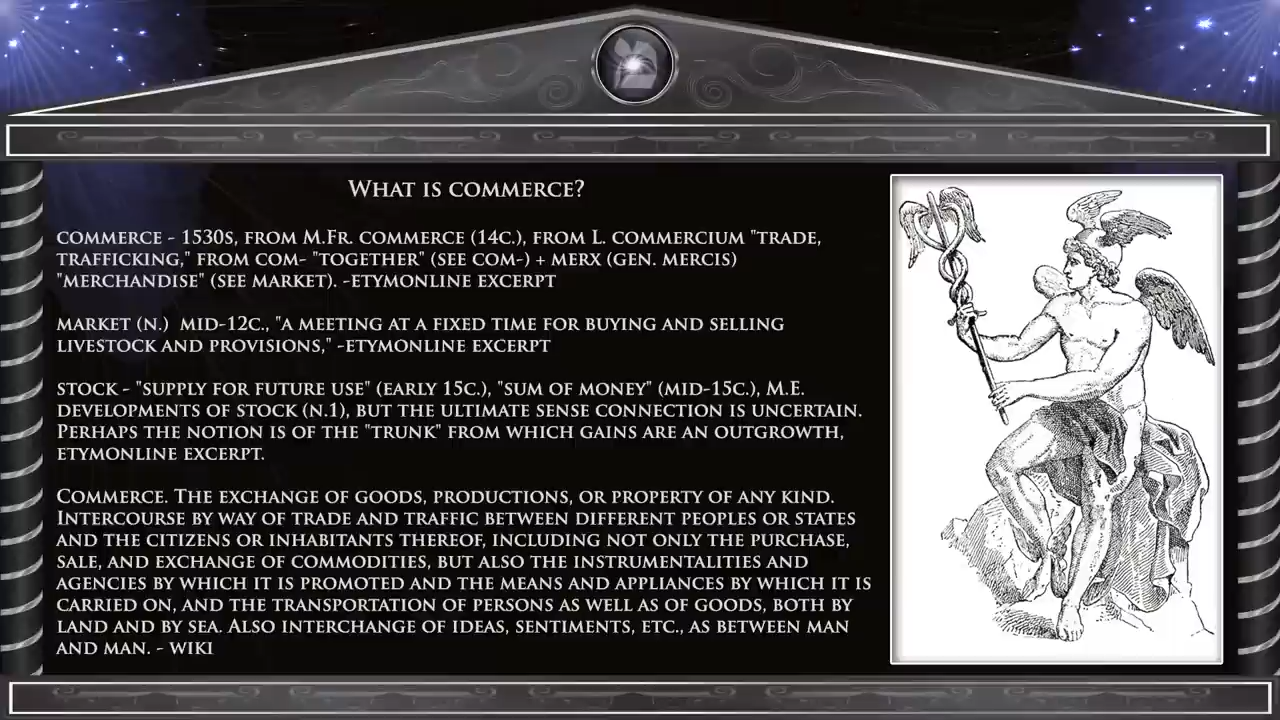 What is commerce?
commerce - 1530s, from M.Fr. commerce (14c.), from L. commercium "trade,
trafficking," from com- "together" (see com-) + merx (gen. mercis)
"merchandise" (see market). -etymonline excerpt
market (n.)  mid-12c., "a meeting at a fixed time for buying and selling
livestock and provisions," -etymonline excerpt
stock - "supply for future use" (early 15c.), "sum of money" (mid-15c.), M.E.
developments of stock (n.1), but the ultimate sense connection is uncertain.
Perhaps the notion is of the "trunk" from which gains are an outgrowth,
etymonline excerpt.
Commerce. The exchange of goods, productions, or property of any kind.
Intercourse by way of trade and traffic between different peoples or states
and the citizens or inhabitants thereof, including not only the purchase,
sale, and exchange of commodities, but also the instrumentalities and
agencies by which it is promoted and the means and appliances by which it is
carried on, and the transportation of persons as well as of goods, both by
land and by sea. Also interchange of ideas, sentiments, etc., as between man
and man. - wiki